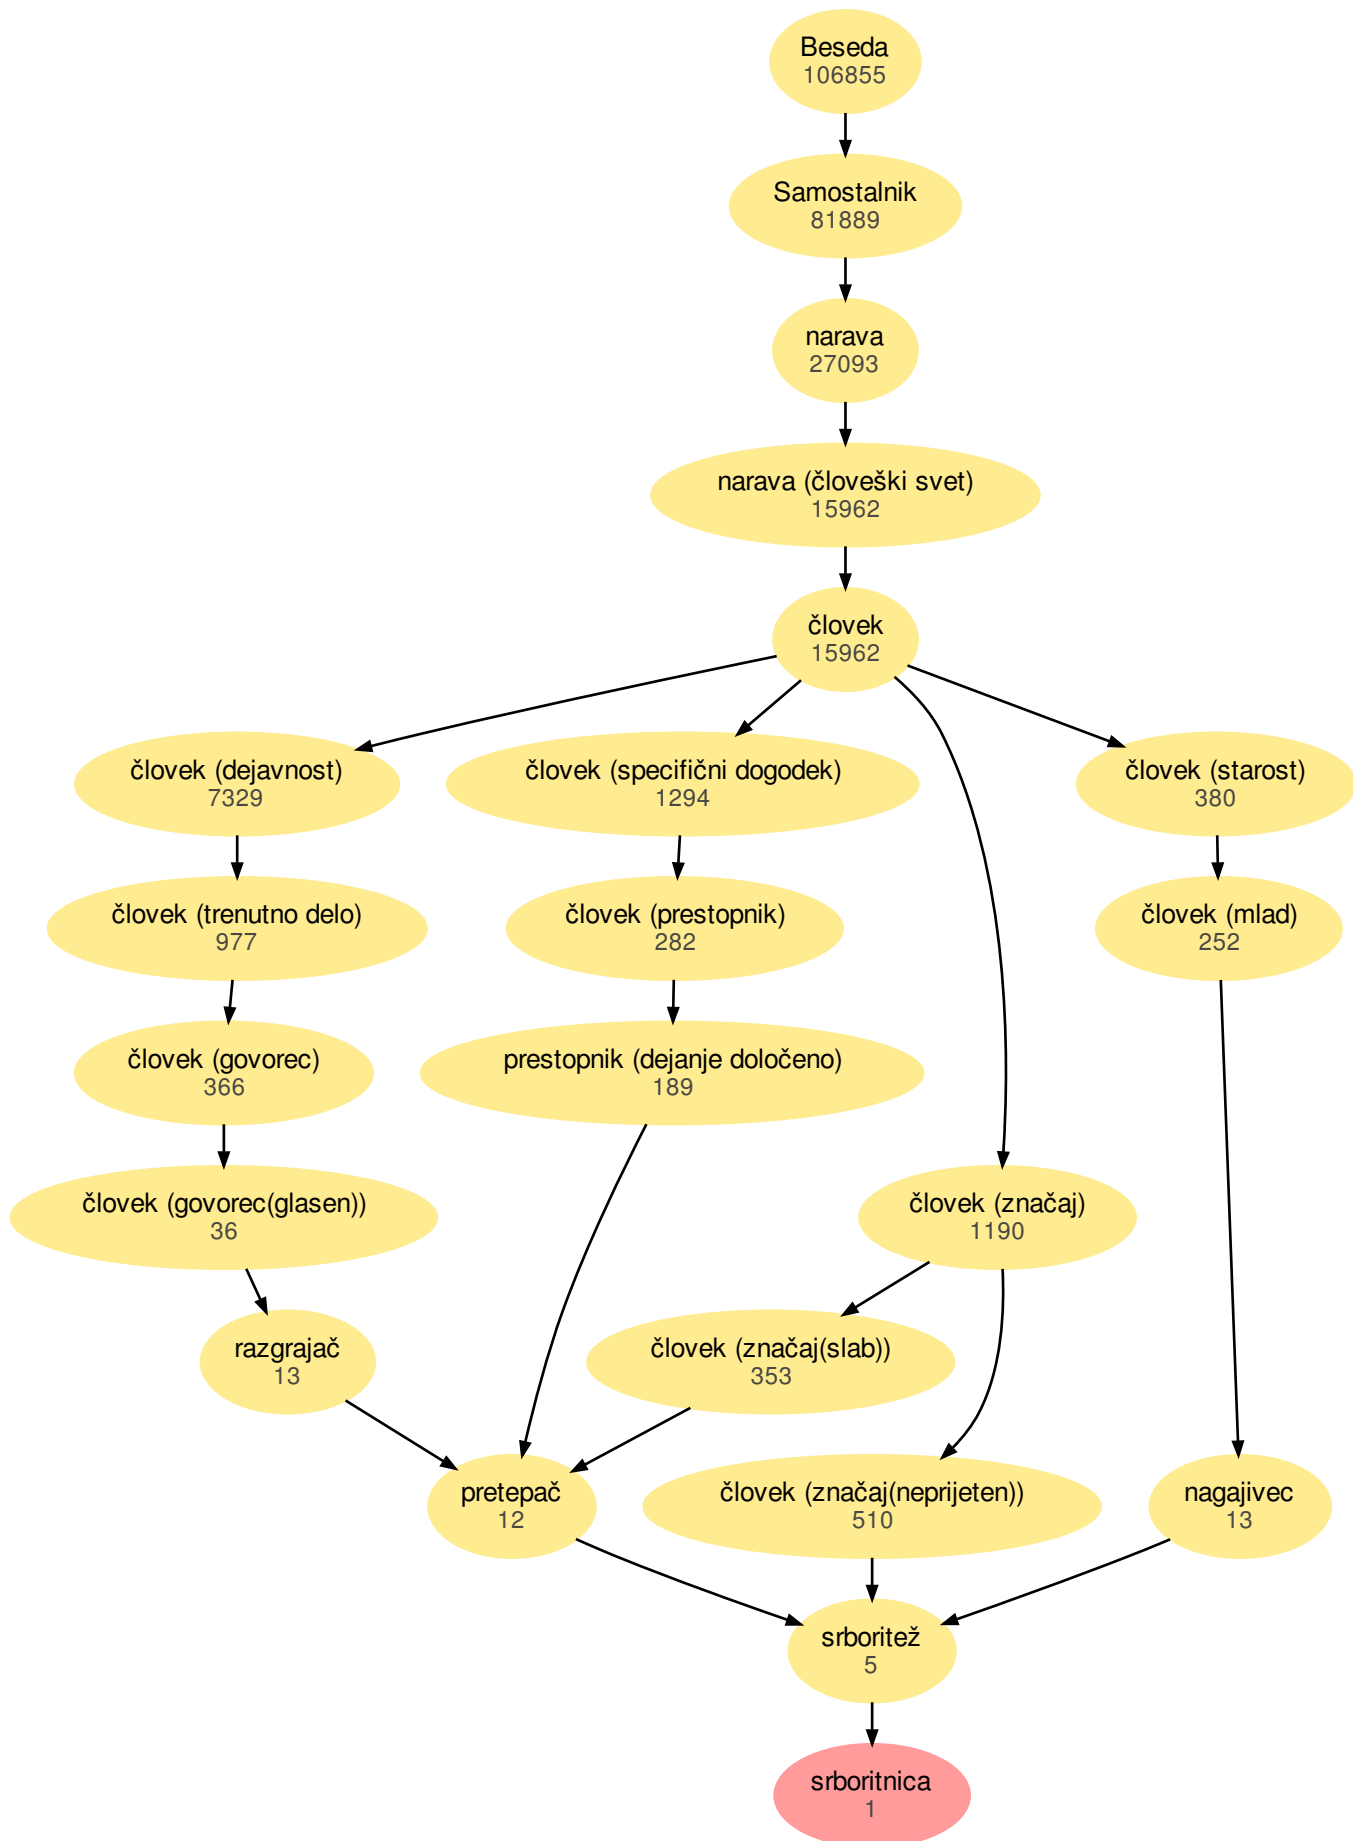 Beseda
106855
Samostalnik
81889
narava
27093
narava (človeški svet)
15962
človek
15962
človek (dejavnost)
7329
človek (specifični dogodek)
1294
človek (starost)
380
človek (trenutno delo)
977
človek (prestopnik)
282
človek (mlad)
252
človek (govorec)
366
prestopnik (dejanje določeno)
189
človek (govorec(glasen))
36
človek (značaj)
1190
razgrajač
13
človek (značaj(slab))
353
pretepač
12
človek (značaj(neprijeten))
510
nagajivec
13
srboritež
5
srboritnica
1